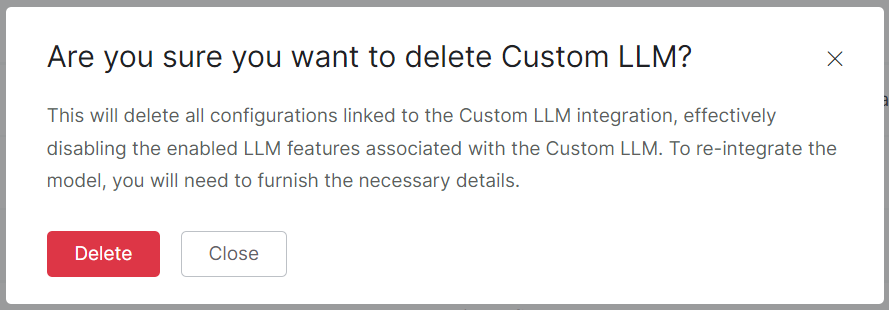 Are you sure you want to delete Custom LLM?
This will delete all configurations linked to the Custom LLM integration, effectively
disabling the enabled LLM features associated with the Custom LLM. To re-integrate the
model, you will need to furnish the necessary details.
Delete Close